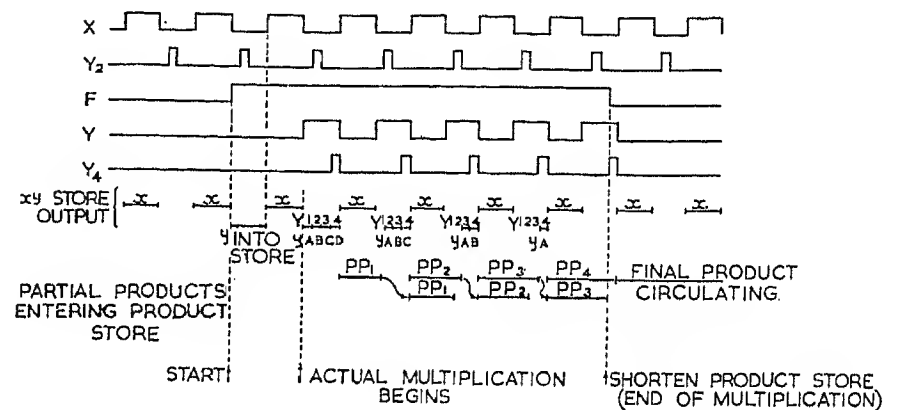 X
Y₂
F
Y
Y₄
xy STORE OUTPUT
x x x x x x x x x
y INTO STORE
Y1234 Y1234 Y1234 Y1234
yABCD yABC yAB yA
PP₁ PP₂ PP₃ PP₄ FINAL PRODUCT
PP₁ PP₂ PP₃ CIRCULATING.
PARTIAL PRODUCTS
ENTERING PRODUCT
STORE
START
ACTUAL MULTIPLICATION
BEGINS
SHORTEN PRODUCT STORE
(END OF MULTIPLICATION)